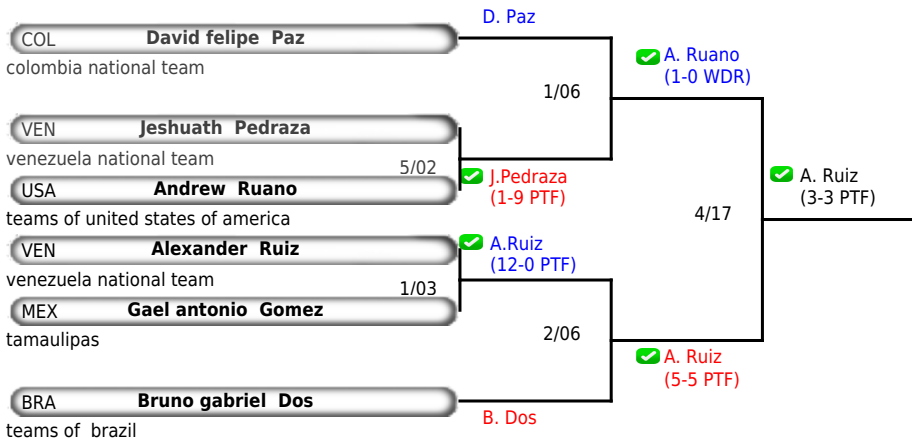 D. Paz
COL David felipe Paz
colombia national team
A. Ruano
(1-0 WDR)
1/06
VEN Jeshuath Pedraza
venezuela national team
5/02
J.Pedraza
(1-9 PTF)
USA Andrew Ruano
teams of united states of america
A. Ruiz
(3-3 PTF)
4/17
VEN Alexander Ruiz
venezuela national team
A.Ruiz
(12-0 PTF)
1/03
MEX Gael antonio Gomez
tamaulipas
2/06
A. Ruiz
(5-5 PTF)
BRA Bruno gabriel Dos
teams of brazil
B. Dos